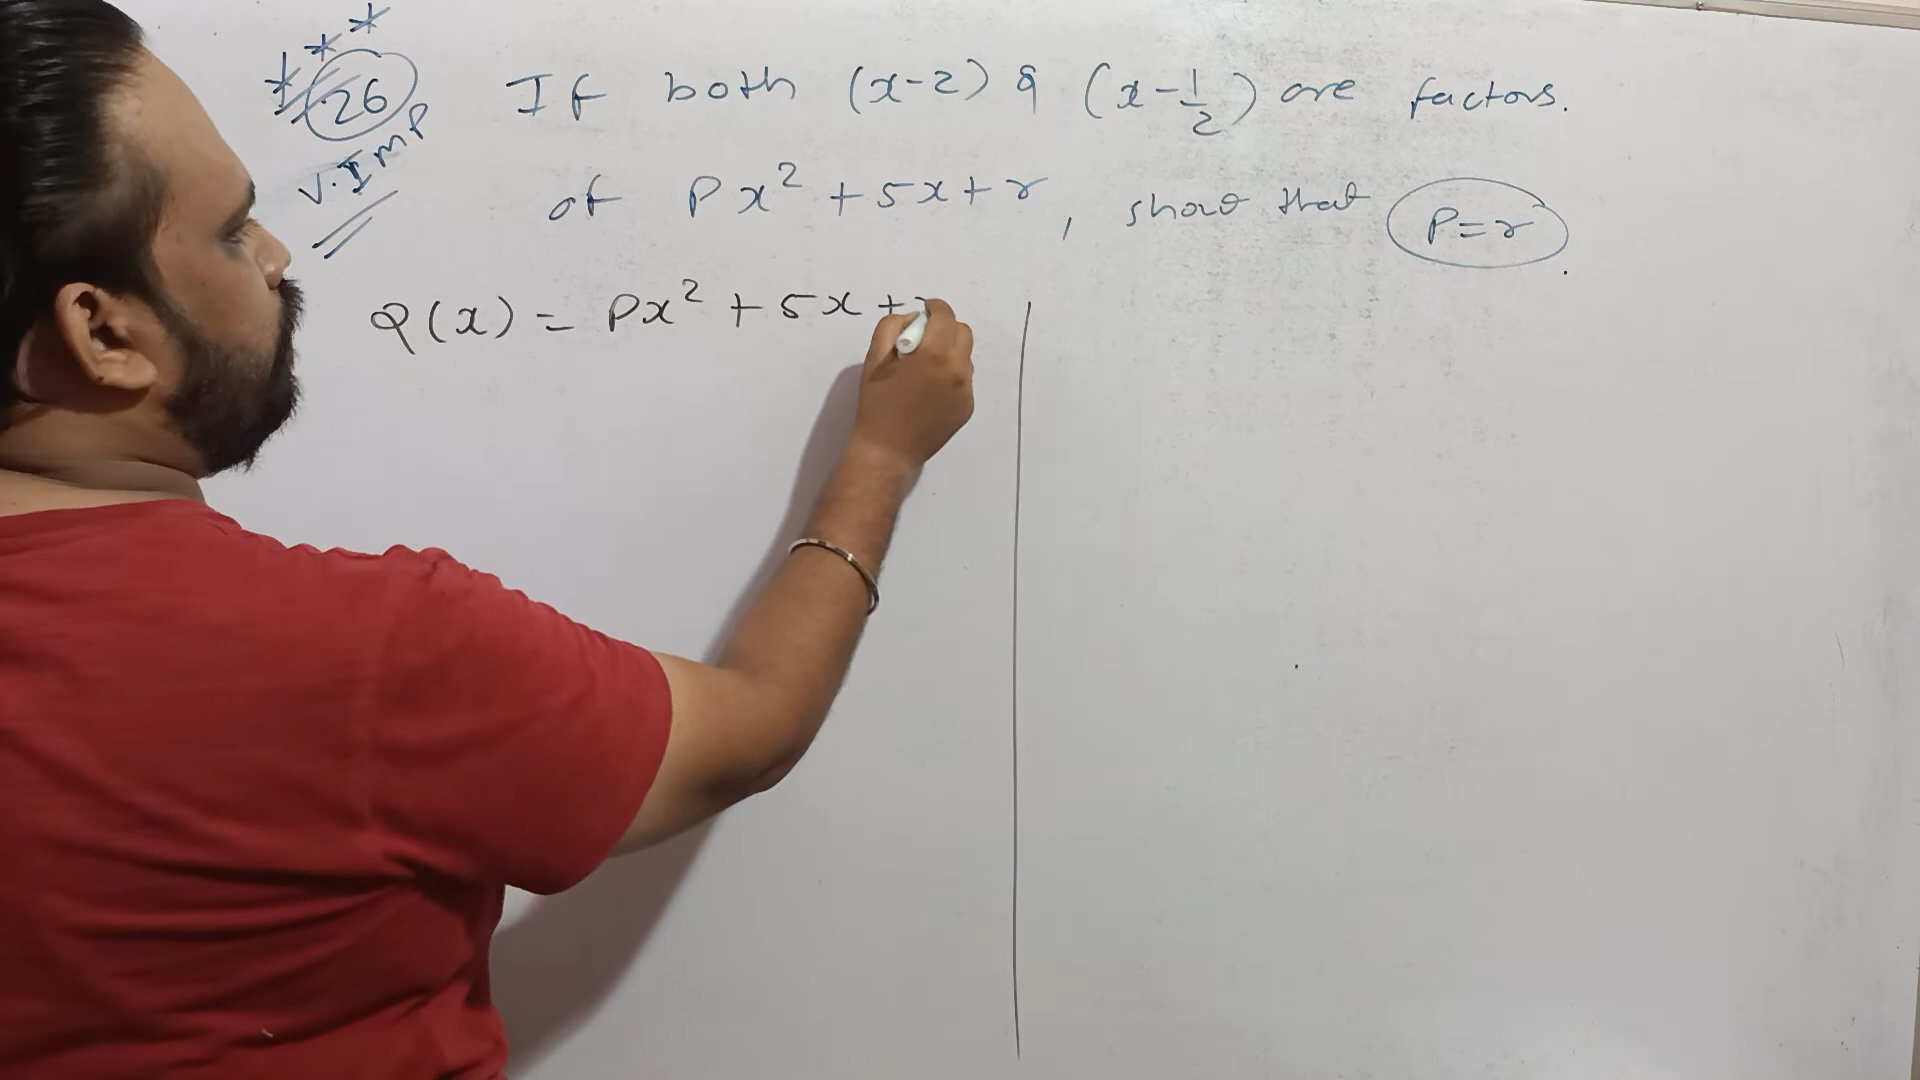 * * *
26 If both (x-2) & (x-1/2) are factors.
V.IMP
of Px² + 5x + r, show that P=r.
Q(x) = Px² + 5x +